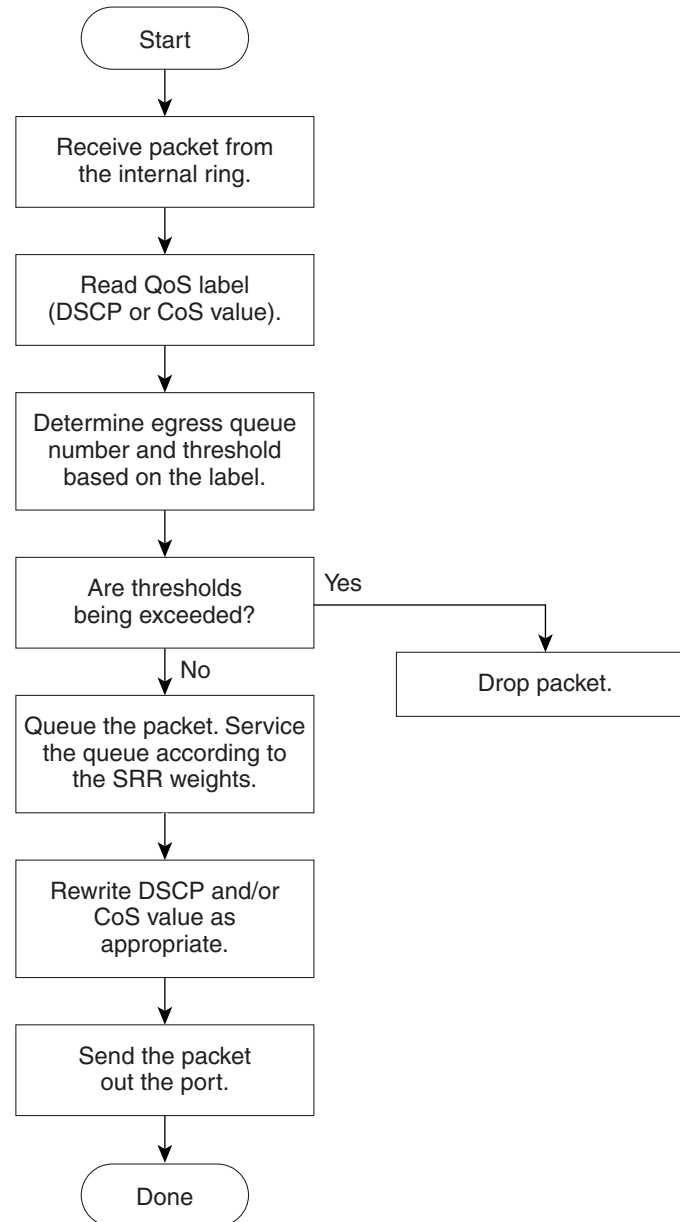 Start
Receive packet from
the internal ring.
Read QoS label
(DSCP or CoS value).
Determine egress queue
number and threshold
based on the label.
Are thresholds
being exceeded?
Yes
No
Drop packet.
Queue the packet. Service
the queue according to
the SRR weights.
Rewrite DSCP and/or
CoS value as
appropriate.
Send the packet
out the port.
Done